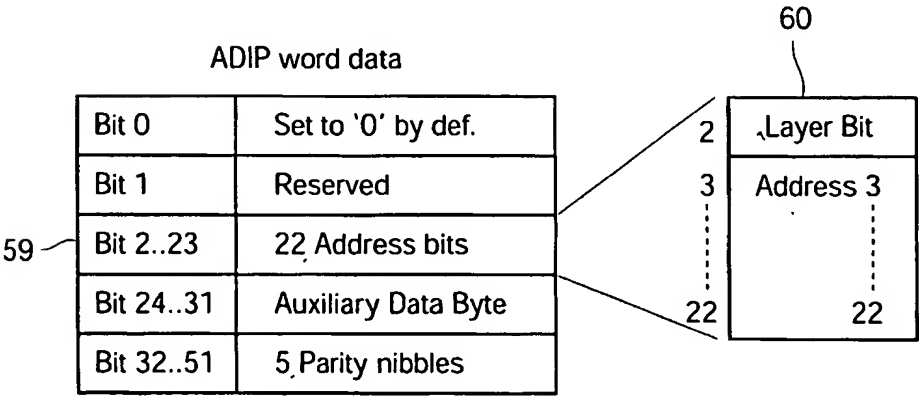 60
ADIP word data
Bit 0 Set to '0' by def.
Bit 1 Reserved
59 Bit 2..23 22 Address bits
Bit 24..31 Auxiliary Data Byte
Bit 32..51 5 Parity nibbles
2 Layer Bit
3 Address 3
22 22